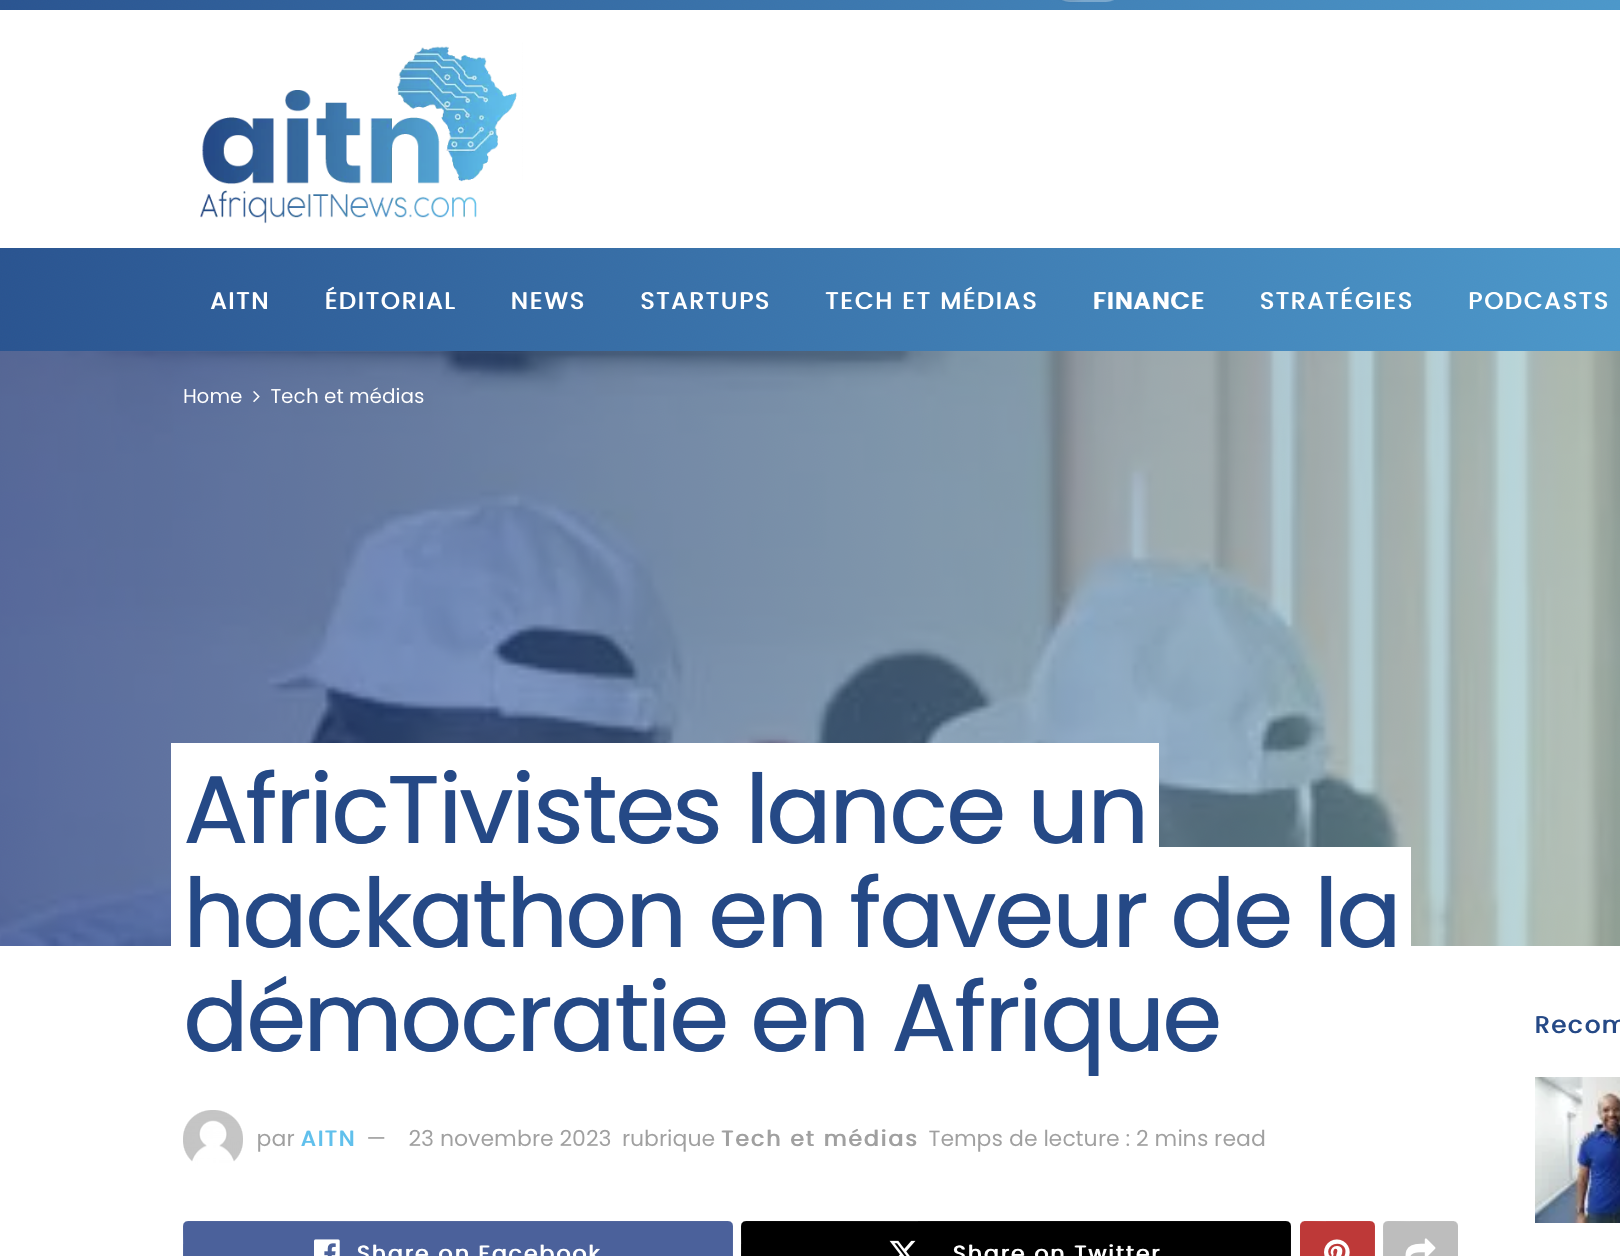 aitn
AfriqueITNews.com
AITN ÉDITORIAL NEWS STARTUPS TECH ET MÉDIAS FINANCE STRATÉGIES PODCASTS
Home > Tech et médias
AfricTivistes lance un
hackathon en faveur de la
démocratie en Afrique
par AITN — 23 novembre 2023 rubrique Tech et médias Temps de lecture : 2 mins read
Share on Facebook Share on Twitter